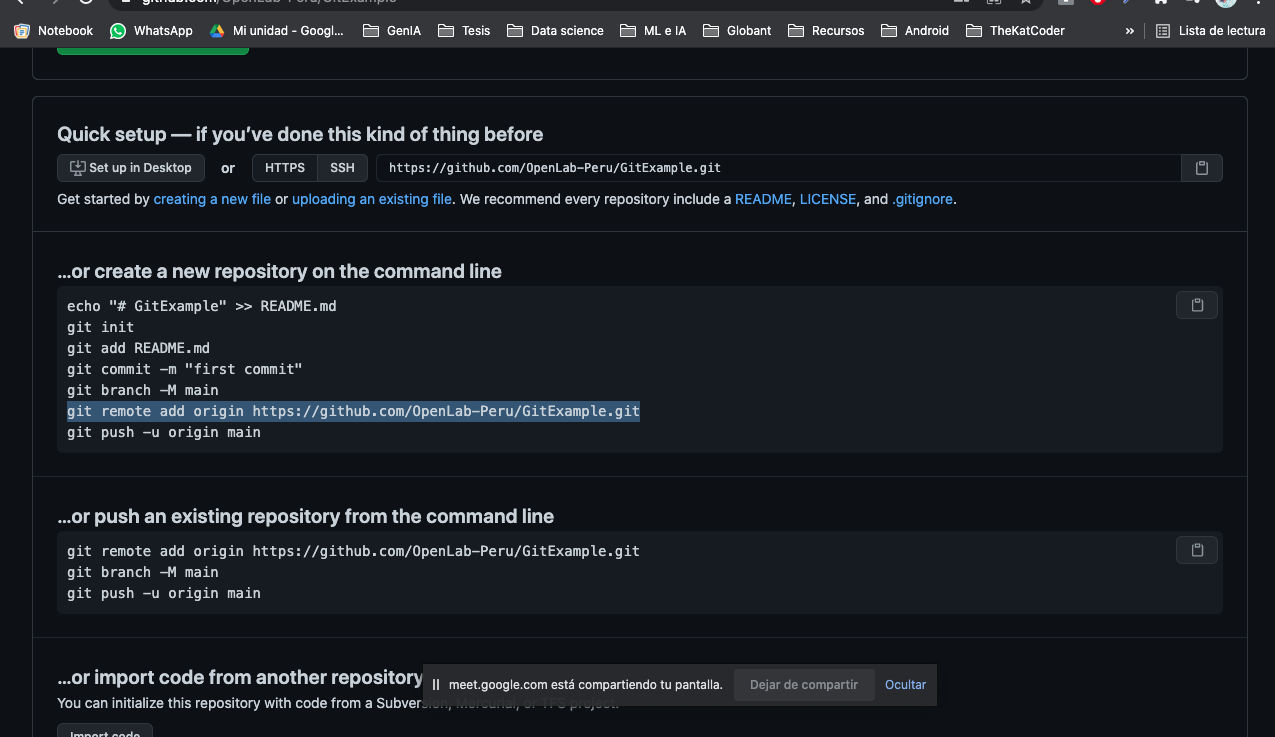 github.com/OpenLab-Peru/GitExample
Notebook WhatsApp Mi unidad - Googl... GenIA Tesis Data science ML e IA Globant Recursos Android TheKatCoder » Lista de lectura
Quick setup — if you've done this kind of thing before
Set up in Desktop or HTTPS SSH https://github.com/OpenLab-Peru/GitExample.git
Get started by creating a new file or uploading an existing file. We recommend every repository include a README, LICENSE, and .gitignore.
…or create a new repository on the command line
echo "# GitExample" >> README.md
git init
git add README.md
git commit -m "first commit"
git branch -M main
git remote add origin https://github.com/OpenLab-Peru/GitExample.git
git push -u origin main
…or push an existing repository from the command line
git remote add origin https://github.com/OpenLab-Peru/GitExample.git
git branch -M main
git push -u origin main
…or import code from another repository
meet.google.com está compartiendo tu pantalla. Dejar de compartir Ocultar
You can initialize this repository with code from a Subversion, Mercurial, or TFS project.
Import code